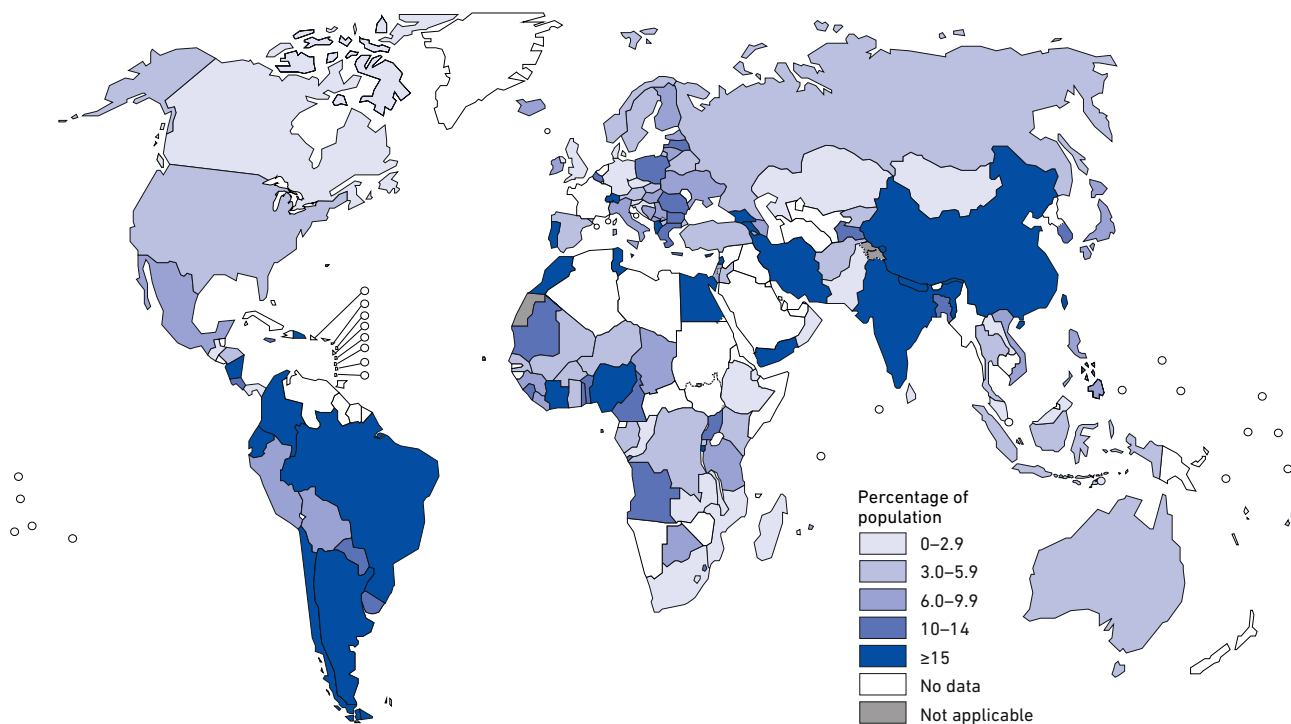 Percentage of
population
0–2.9
3.0–5.9
6.0–9.9
10–14
≥15
No data
Not applicable